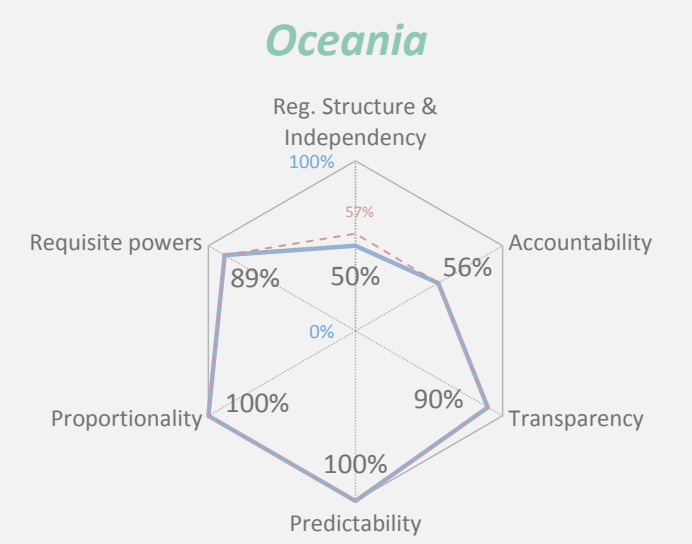 Oceania
Reg. Structure &
Independency
100%
57%
Requisite powers
Accountability
89%
50%
56%
0%
Proportionality
100%
90%
Transparency
100%
Predictability